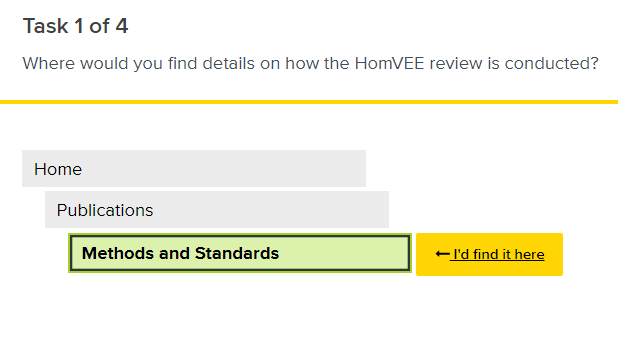 Task 1 of 4
Where would you find details on how the HomVEE review is conducted?
Home
Publications
Methods and Standards
←I'd find it here